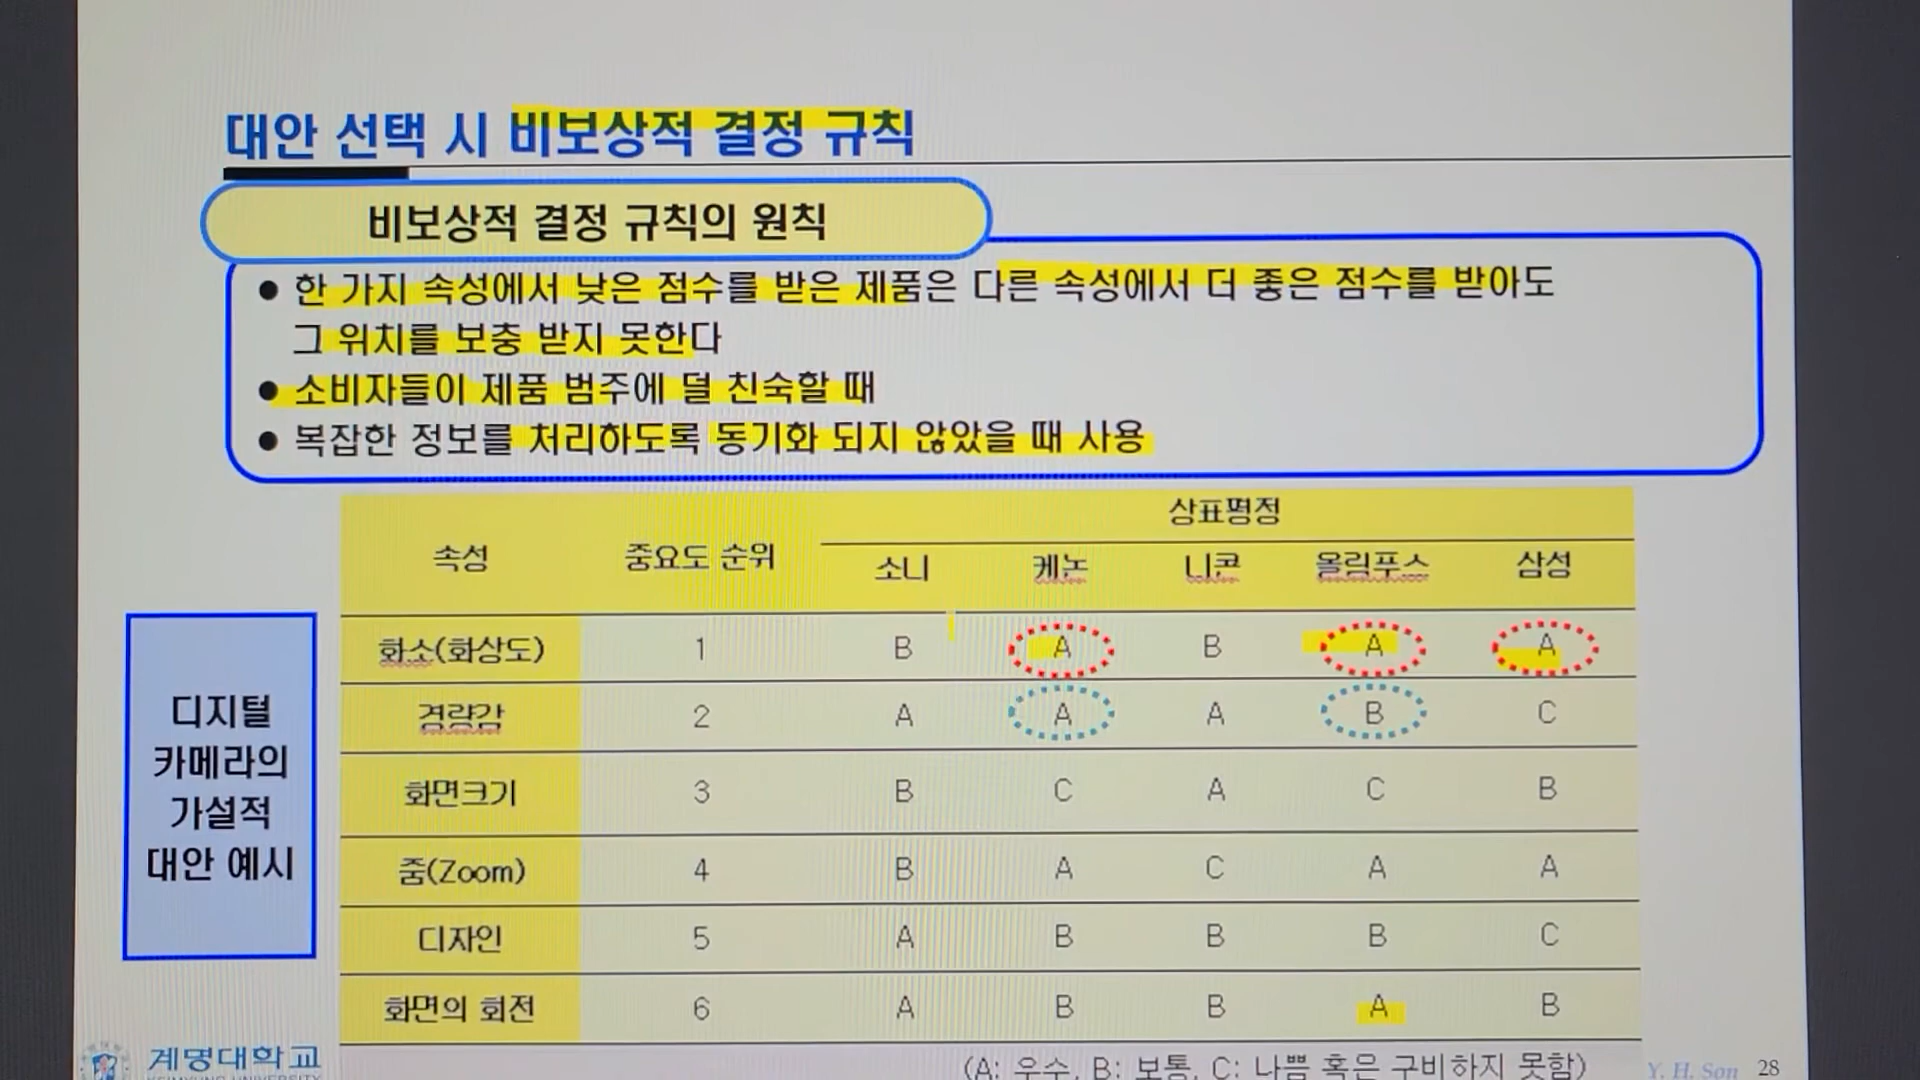 대안 선택 시 비보상적 결정 규칙
비보상적 결정 규칙의 원칙
● 한 가지 속성에서 낮은 점수를 받은 제품은 다른 속성에서 더 좋은 점수를 받아도
그 위치를 보충 받지 못한다
● 소비자들이 제품 범주에 덜 친숙할 때
● 복잡한 정보를 처리하도록 동기화 되지 않았을 때 사용
상표평정
속성 중요도 순위 소니 케논 니콘 올림푸스 삼성
화소(화상도) 1 B A B A A
경량감 2 A A A B C
화면크기 3 B C A C B
줌(Zoom) 4 B A C A A
디자인 5 A B B B C
화면의 회전 6 A B B A B
디지털
카메라의
가설적
대안 예시
(A: 우수, B: 보통, C: 나쁨 혹은 구비하지 못함)
계명대학교
KEIMYUNG UNIVERSITY
Y. H. Son 28